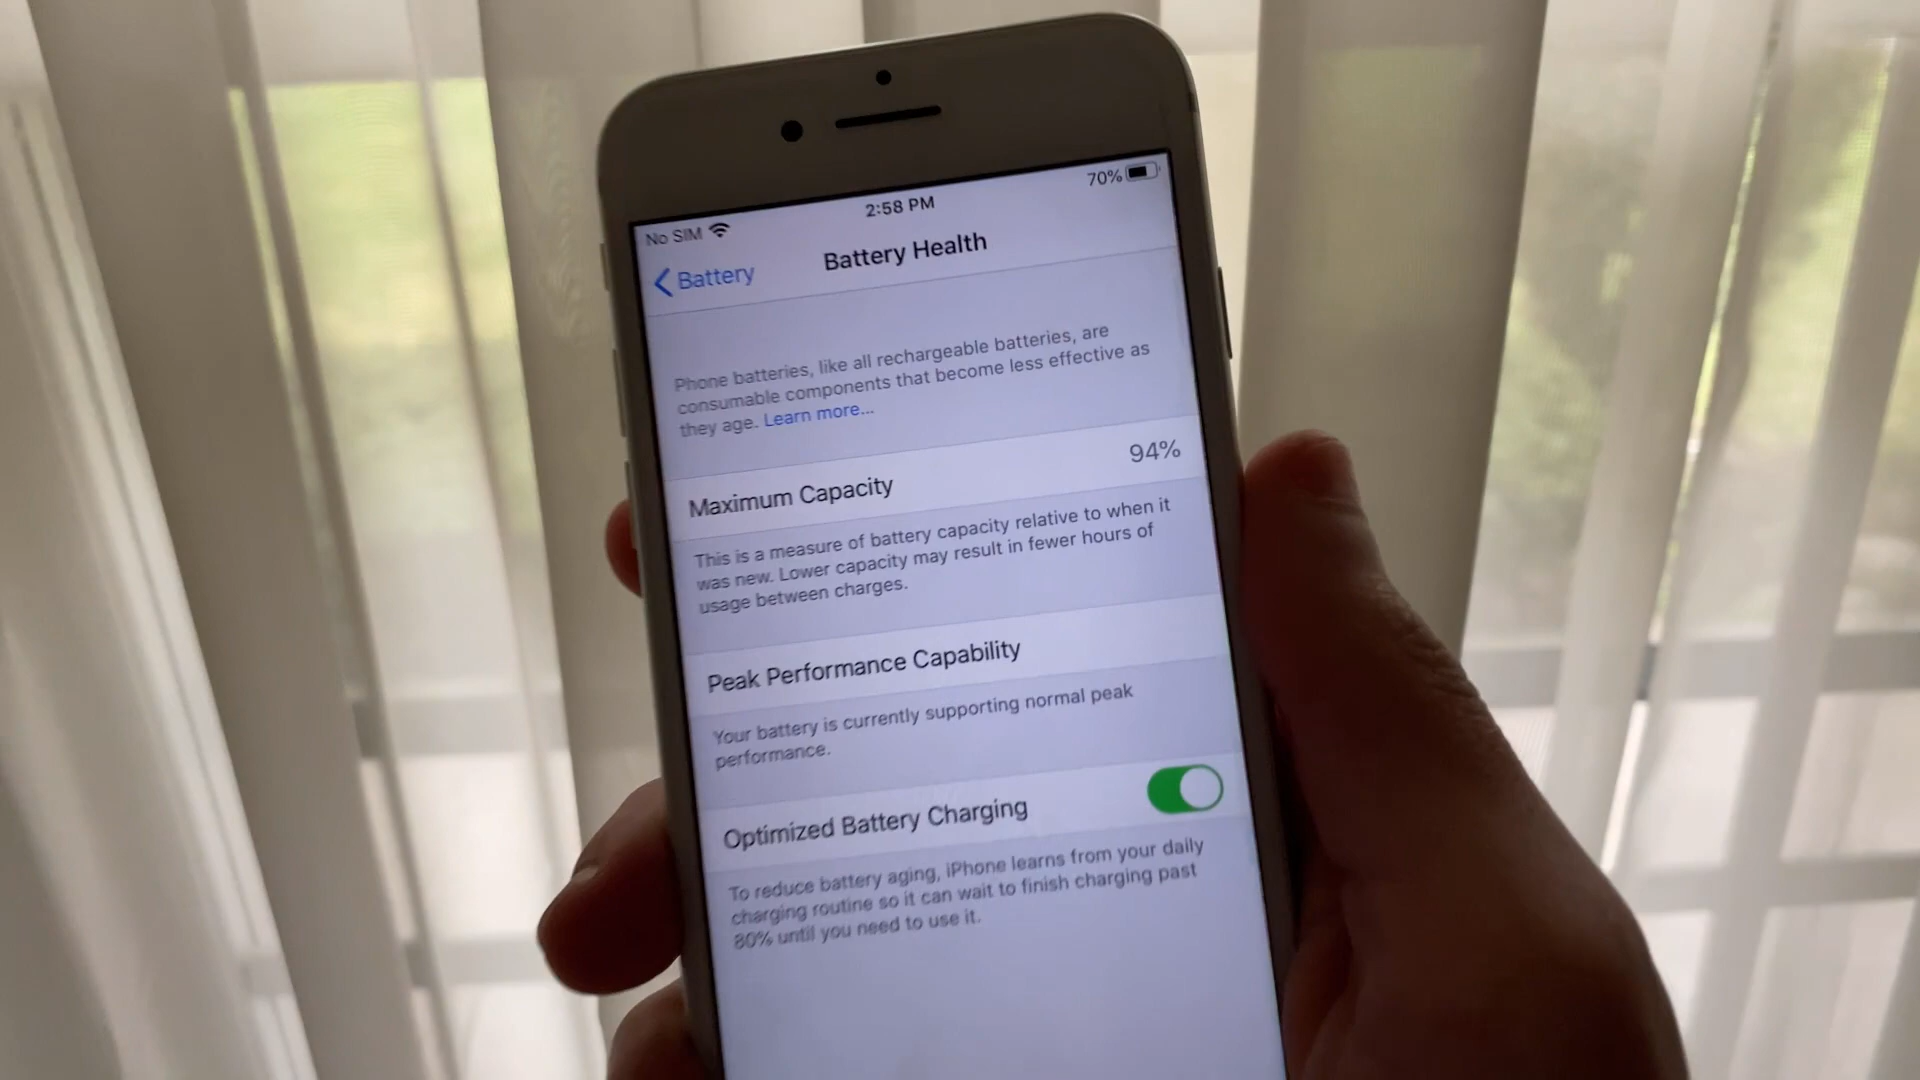 No SIM
2:58 PM
70%
Battery
Battery Health
Phone batteries, like all rechargeable batteries, are
consumable components that become less effective as
they age. Learn more...
Maximum Capacity 94%
This is a measure of battery capacity relative to when it
was new. Lower capacity may result in fewer hours of
usage between charges.
Peak Performance Capability
Your battery is currently supporting normal peak
performance.
Optimized Battery Charging
To reduce battery aging, iPhone learns from your daily
charging routine so it can wait to finish charging past
80% until you need to use it.